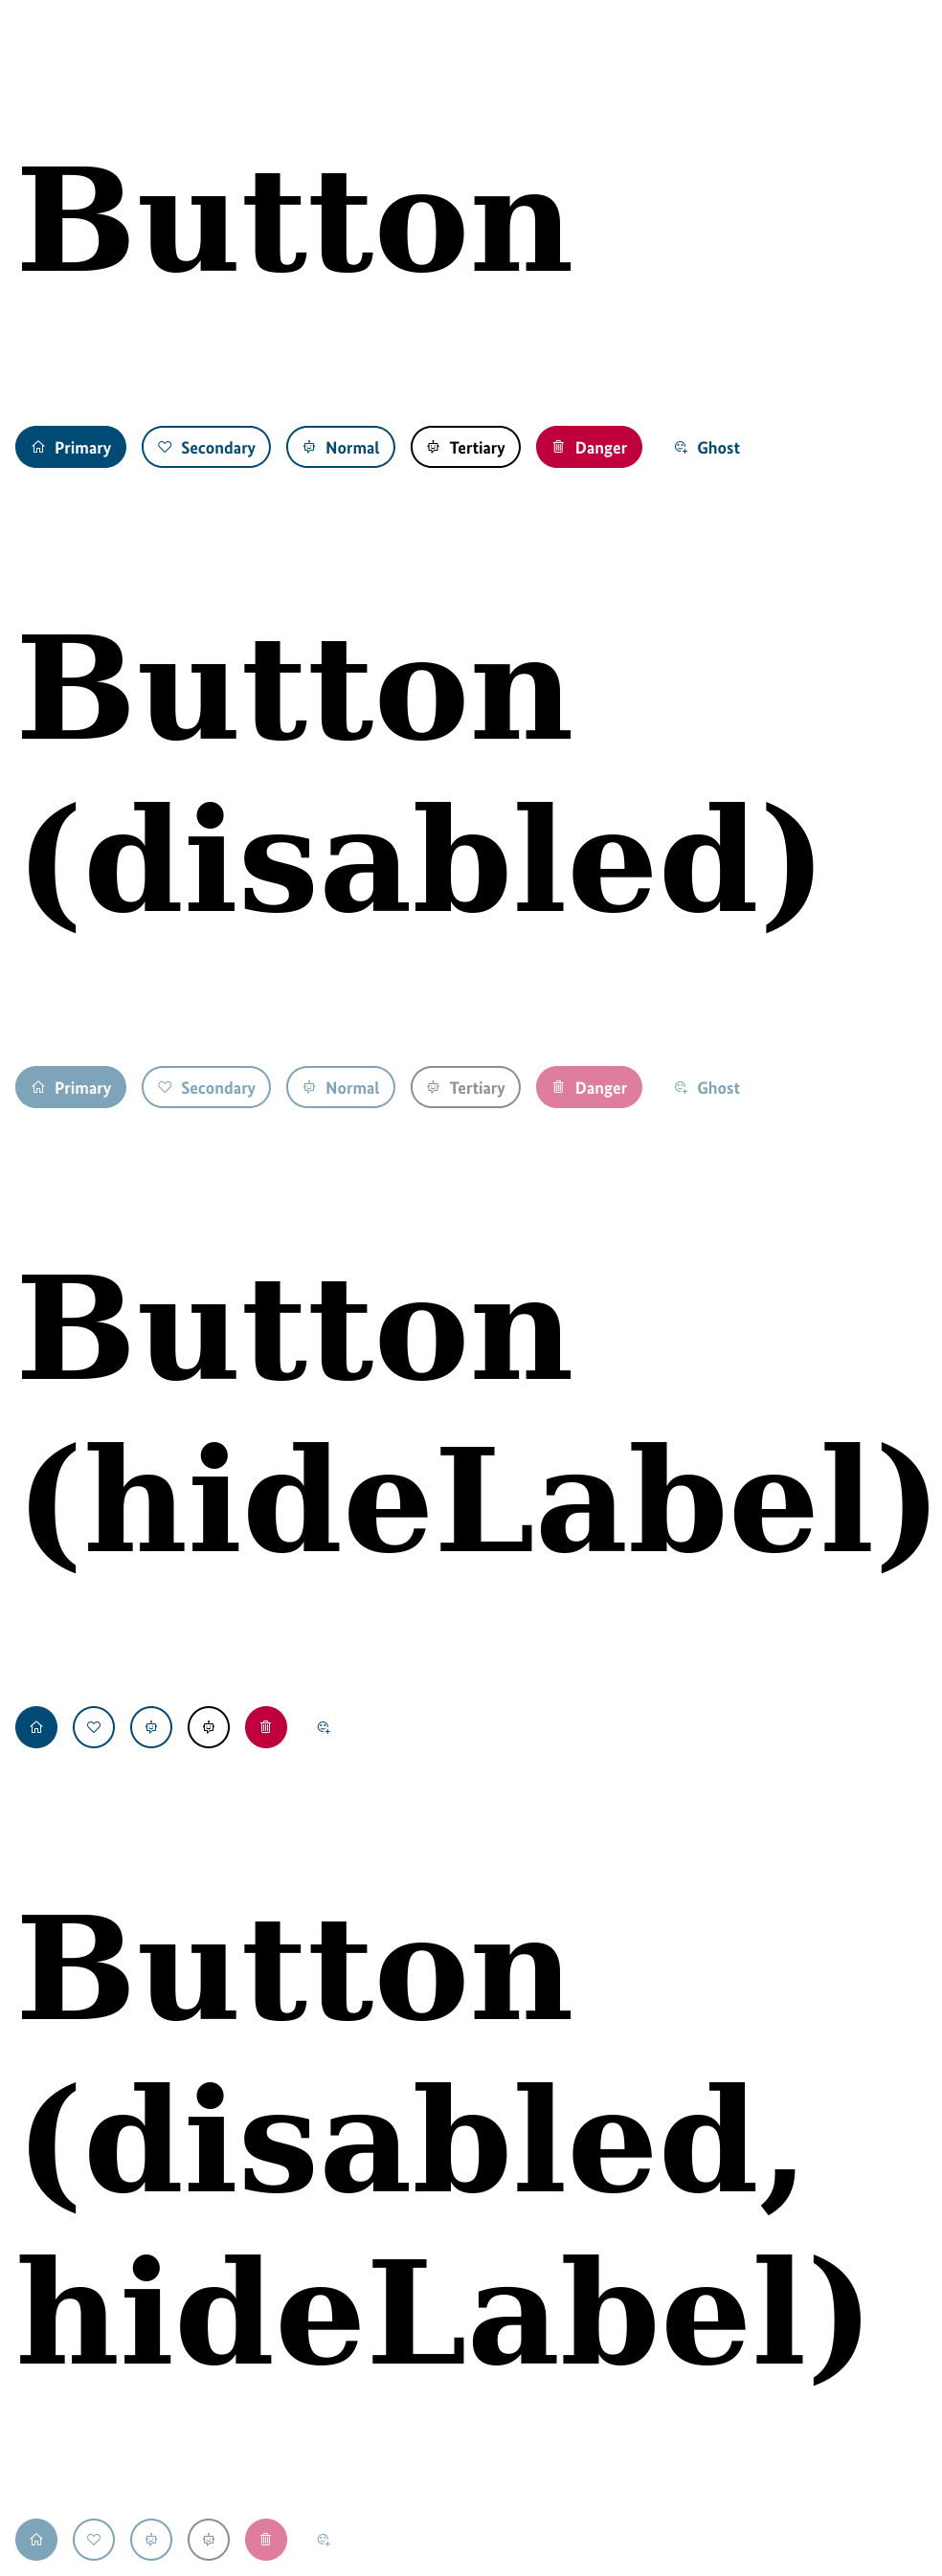 Button
Primary Secondary Normal Tertiary Danger Ghost
Button
(disabled)
Primary Secondary Normal Tertiary Danger Ghost
Button
(hideLabel)
Button
(disabled,
hideLabel)